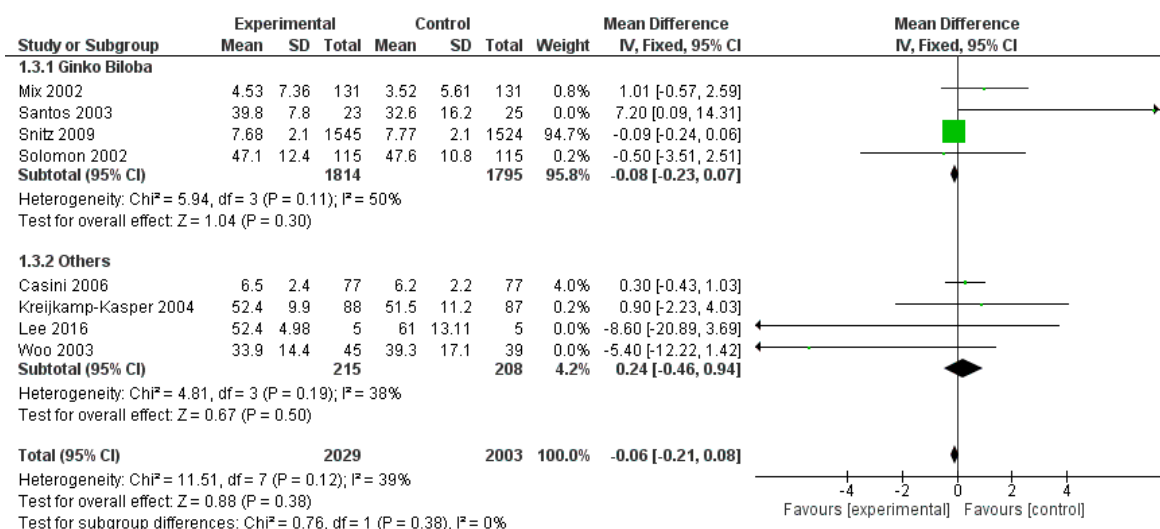 Experimental Control Mean Difference Mean Difference
Study or Subgroup Mean SD Total Mean SD Total Weight IV, Fixed, 95% CI IV, Fixed, 95% CI
1.3.1 Ginko Biloba
Mix 2002 4.53 7.36 131 3.52 5.61 131 0.8% 1.01 [-0.57, 2.59]
Santos 2003 39.8 7.8 23 32.6 16.2 25 0.0% 7.20 [0.09, 14.31]
Snitz 2009 7.68 2.1 1545 7.77 2.1 1524 94.7% -0.09 [-0.24, 0.06]
Solomon 2002 47.1 12.4 115 47.6 10.8 115 0.2% -0.50 [-3.51, 2.51]
Subtotal (95% CI) 1814 1795 95.8% -0.08 [-0.23, 0.07]
Heterogeneity: Chi² = 5.94, df = 3 (P = 0.11); I² = 50%
Test for overall effect: Z = 1.04 (P = 0.30)
1.3.2 Others
Casini 2006 6.5 2.4 77 6.2 2.2 77 4.0% 0.30 [-0.43, 1.03]
Kreijkamp-Kasper 2004 52.4 9.9 88 51.5 11.2 87 0.2% 0.90 [-2.23, 4.03]
Lee 2016 52.4 4.98 5 61 13.11 5 0.0% -8.60 [-20.89, 3.69]
Woo 2003 33.9 14.4 45 39.3 17.1 39 0.0% -5.40 [-12.22, 1.42]
Subtotal (95% CI) 215 208 4.2% 0.24 [-0.46, 0.94]
Heterogeneity: Chi² = 4.81, df = 3 (P = 0.19); I² = 38%
Test for overall effect: Z = 0.67 (P = 0.50)
Total (95% CI) 2029 2003 100.0% -0.06 [-0.21, 0.08]
Heterogeneity: Chi² = 11.51, df = 7 (P = 0.12); I² = 39%
Test for overall effect: Z = 0.88 (P = 0.38)
Test for subgroup differences: Chi² = 0.76, df = 1 (P = 0.38), I² = 0%
-4 -2 0 2 4
Favours [experimental] Favours [control]